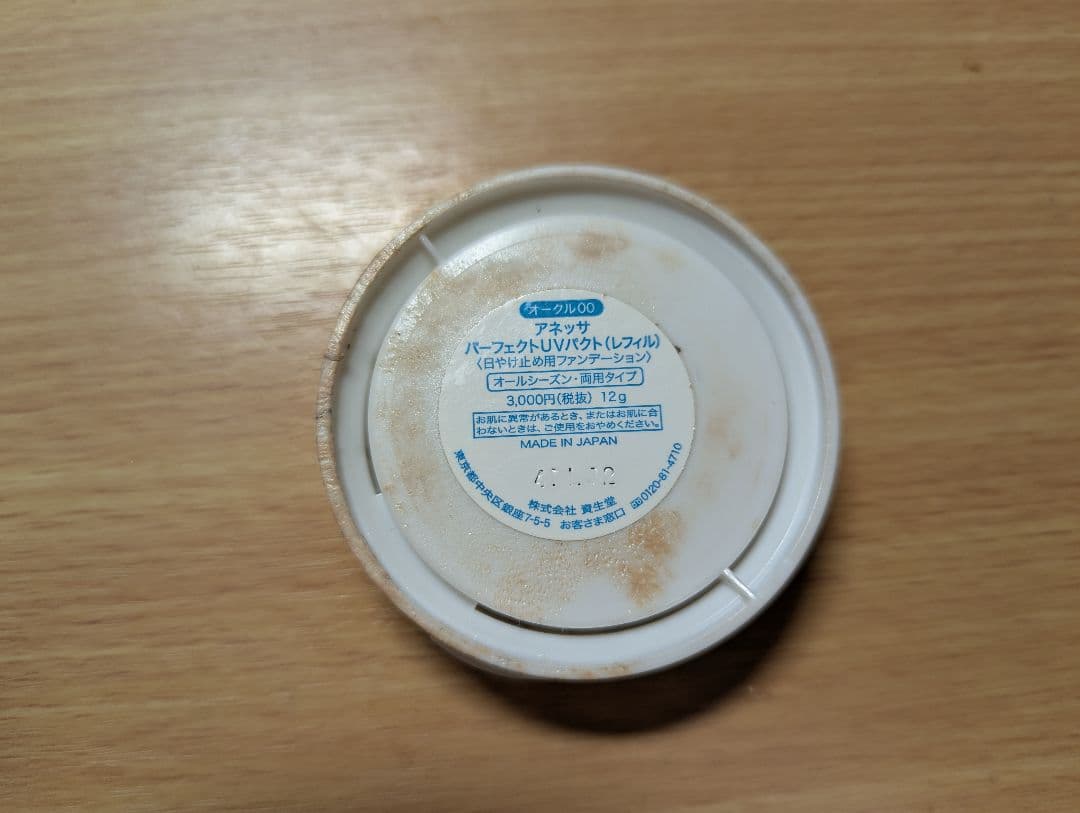 オークル00
アネッサ
パーフェクトUVパクト(レフィル)
〈日やけ止め用ファンデーション〉
オールシーズン・両用タイプ
3,000円(税抜) 12g
お肌に異常があるとき、またはお肌に合
わないときは、ご使用をおやめください。
MADE IN JAPAN
株式会社 資生堂
東京都中央区銀座7-5-5 お客さま窓口 0120-81-4710